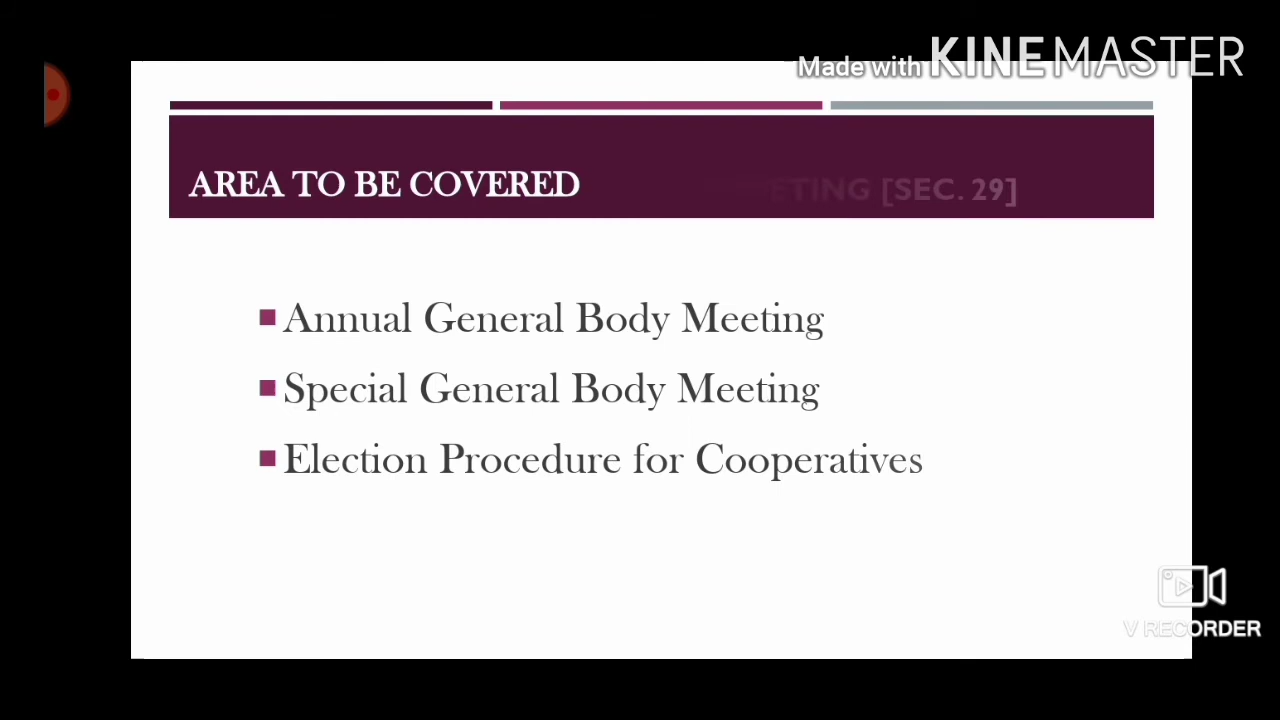 Made with KINEMASTER
AREA TO BE COVERED
[SEC. 29]
Annual General Body Meeting
Special General Body Meeting
Election Procedure for Cooperatives
V RECORDER